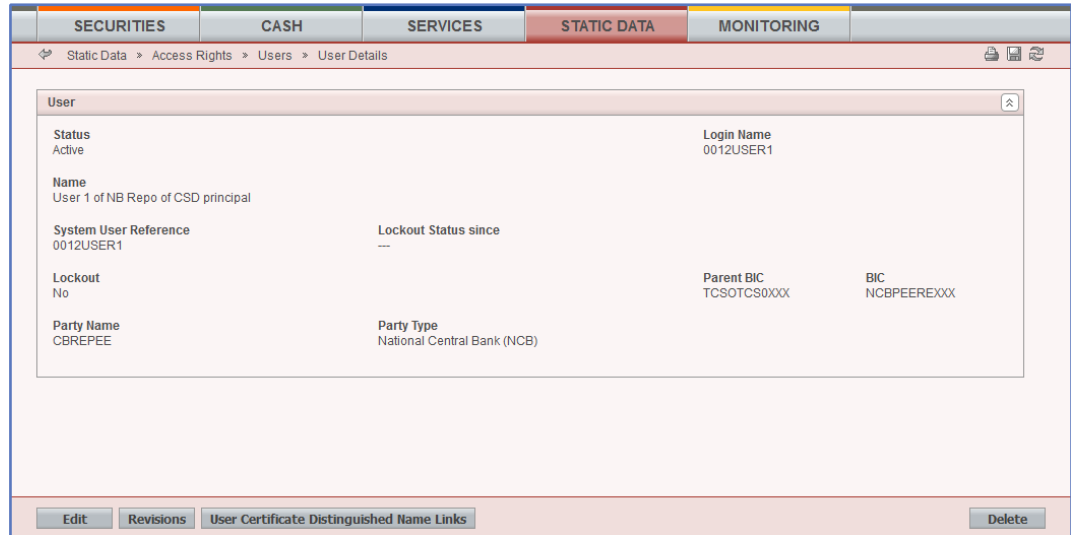 SECURITIES CASH SERVICES STATIC DATA MONITORING
Static Data » Access Rights » Users » User Details
User
Status Login Name
Active 0012USER1
Name
User 1 of NB Repo of CSD principal
System User Reference Lockout Status since
0012USER1 ---
Lockout Parent BIC BIC
No TCSOTCS0XXX NCBPEEREXXX
Party Name Party Type
CBREPEE National Central Bank (NCB)
Edit Revisions User Certificate Distinguished Name Links Delete